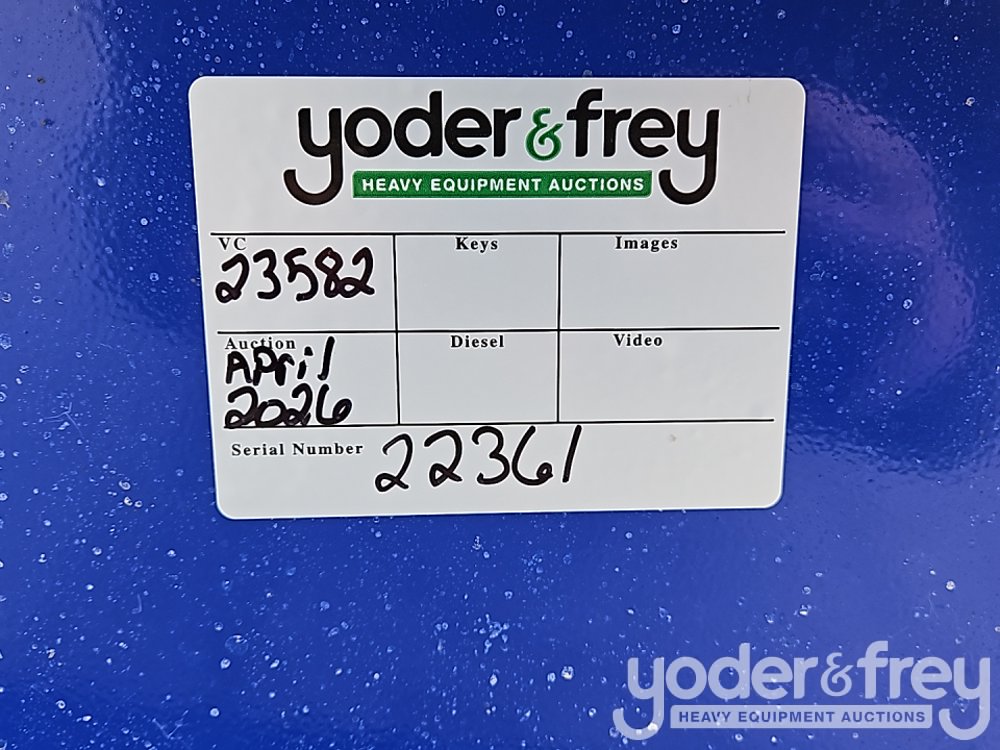 yoder & frey
HEAVY EQUIPMENT AUCTIONS
VC Keys Images
23582
Auction Diesel Video
April
2026
Serial Number 22361
yoder & frey
HEAVY EQUIPMENT AUCTIONS